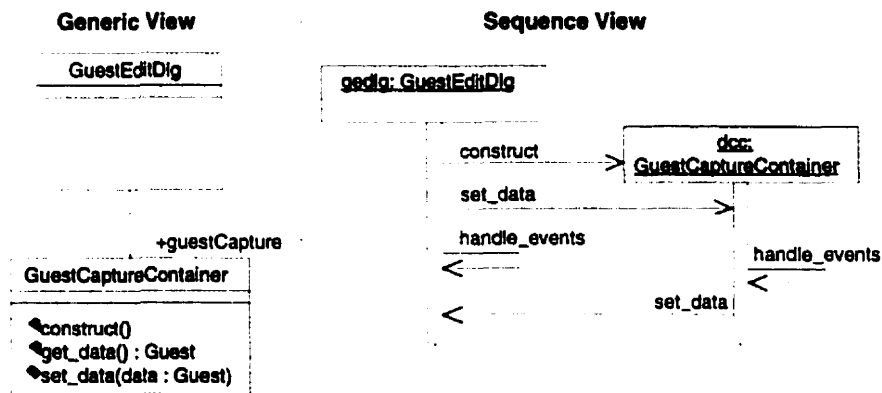 Generic View
Sequence View
GuestEditDlg
gedlg: GuestEditDlg
construct
dcc:
GuestCaptureContainer
set_data
+guestCapture
handle_events
handle_events
GuestCaptureContainer
set_data
construct()
get_data() : Guest
set_data(data : Guest)